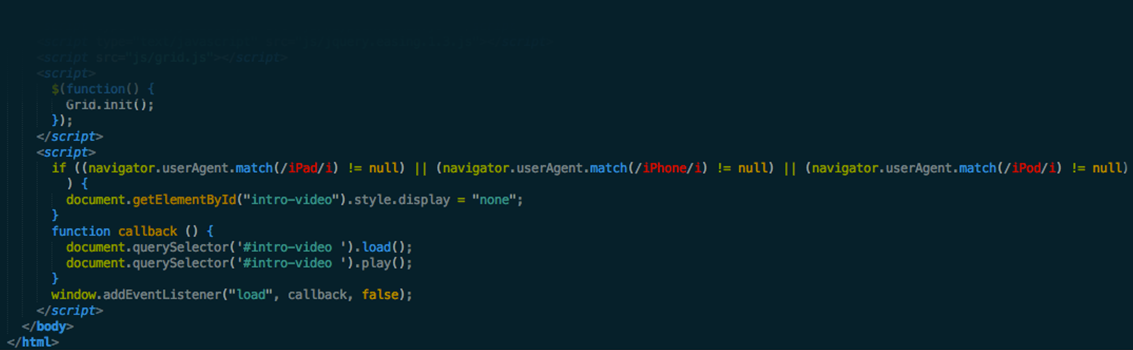 <script src="js/grid.js"></script>
<script>
$(function() {
Grid.init();
});
</script>
<script>
if ((navigator.userAgent.match(/iPad/i) != null) || (navigator.userAgent.match(/iPhone/i) != null) || (navigator.userAgent.match(/iPod/i) != null)
) {
document.getElementById("intro-video").style.display = "none";
}
function callback () {
document.querySelector('#intro-video ').load();
document.querySelector('#intro-video ').play();
}
window.addEventListener("load", callback, false);
</script>
</body>
</html>